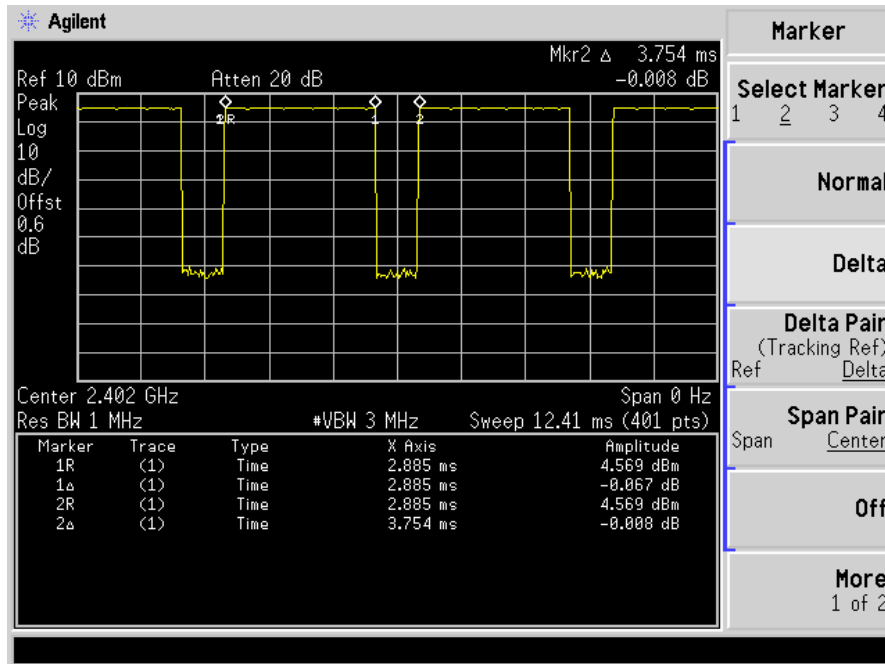 Agilent
Marker
Mkr2 Δ 3.754 ms
Ref 10 dBm Atten 20 dB -0.008 dB
Peak
Log
10
dB/
Offst
0.6
dB
2R 1 2
Center 2.402 GHz Span 0 Hz
Res BW 1 MHz #VBW 3 MHz Sweep 12.41 ms (401 pts)
Marker Trace Type X Axis Amplitude
1R (1) Time 2.885 ms 4.569 dBm
1Δ (1) Time 2.885 ms -0.067 dB
2R (1) Time 2.885 ms 4.569 dBm
2Δ (1) Time 3.754 ms -0.008 dB
Select Marker
1 2 3 4
Normal
Delta
Delta Pair
(Tracking Ref)
Ref Delta
Span Pair
Span Center
Off
More
1 of 2